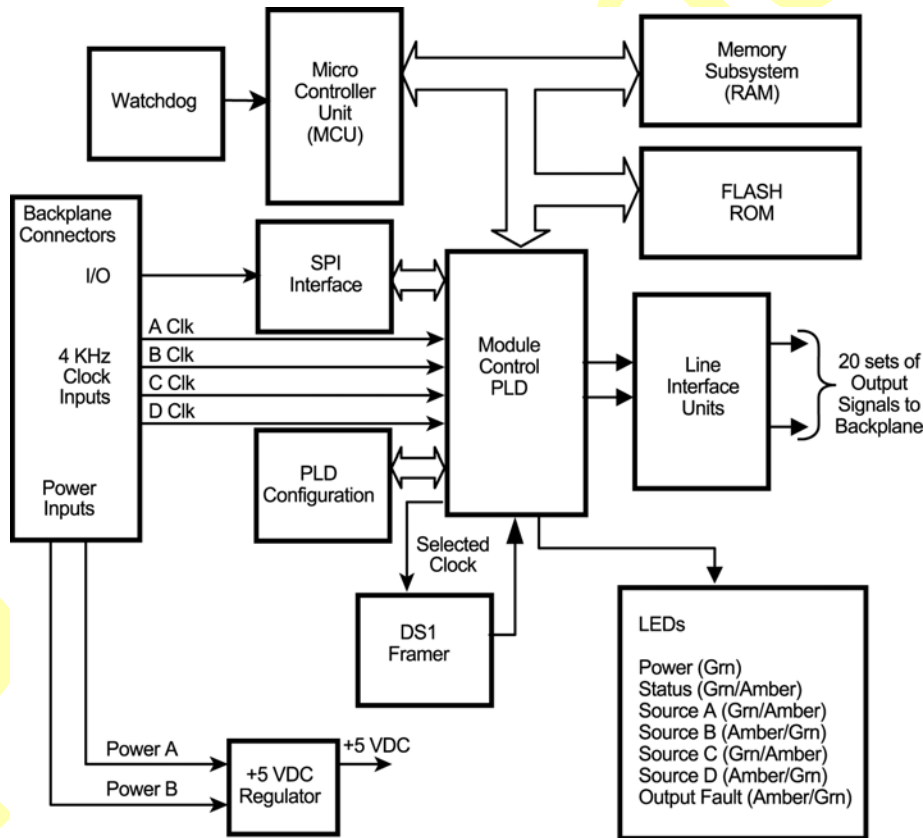 Watchdog
Micro
Controller
Unit
(MCU)
Memory
Subsystem
(RAM)
FLASH
ROM
Backplane
Connectors
I/O
4 KHz
Clock
Inputs
Power
Inputs
SPI
Interface
A Clk
B Clk
C Clk
D Clk
PLD
Configuration
Module
Control
PLD
Line
Interface
Units
20 sets of
Output
Signals to
Backplane
Selected
Clock
DS1
Framer
Power A
Power B
+5 VDC
Regulator
+5 VDC
LEDs
Power (Grn)
Status (Grn/Amber)
Source A (Grn/Amber)
Source B (Amber/Grn)
Source C (Grn/Amber)
Source D (Amber/Grn)
Output Fault (Amber/Grn)